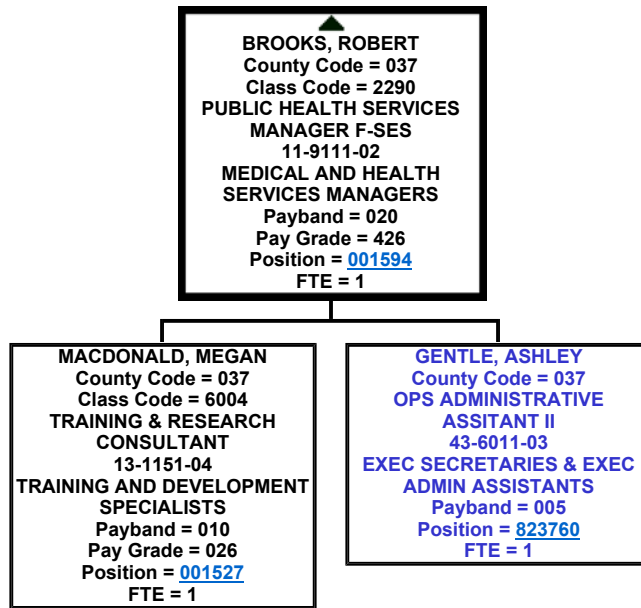 BROOKS, ROBERT
County Code = 037
Class Code = 2290
PUBLIC HEALTH SERVICES
MANAGER F-SES
11-9111-02
MEDICAL AND HEALTH
SERVICES MANAGERS
Payband = 020
Pay Grade = 426
Position = 001594
FTE = 1
MACDONALD, MEGAN
County Code = 037
Class Code = 6004
TRAINING & RESEARCH
CONSULTANT
13-1151-04
TRAINING AND DEVELOPMENT
SPECIALISTS
Payband = 010
Pay Grade = 026
Position = 001527
FTE = 1
GENTLE, ASHLEY
County Code = 037
OPS ADMINISTRATIVE
ASSITANT II
43-6011-03
EXEC SECRETARIES & EXEC
ADMIN ASSISTANTS
Payband = 005
Position = 823760
FTE = 1